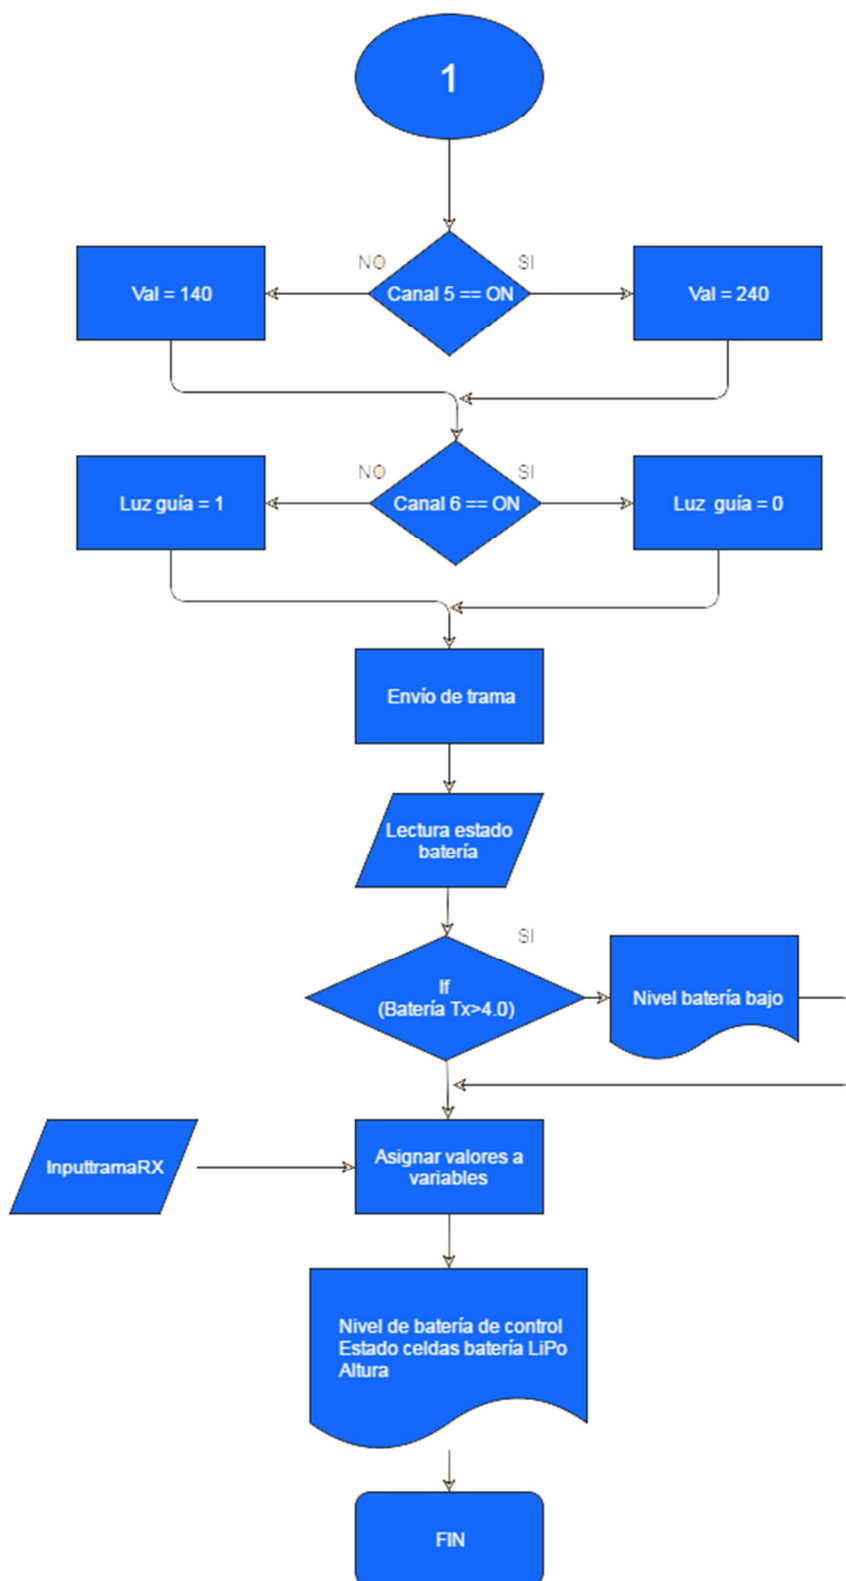 1
NO
SI
Val = 140
Canal 5 == ON
Val = 240
NO
SI
Luz guía = 1
Canal 6 == ON
Luz guía = 0
Envío de trama
Lectura estado
batería
SI
If
(Batería Tx>4.0)
Nivel batería bajo
InputtramaRX
Asignar valores a
variables
Nivel de batería de control
Estado celdas batería LiPo
Altura
FIN